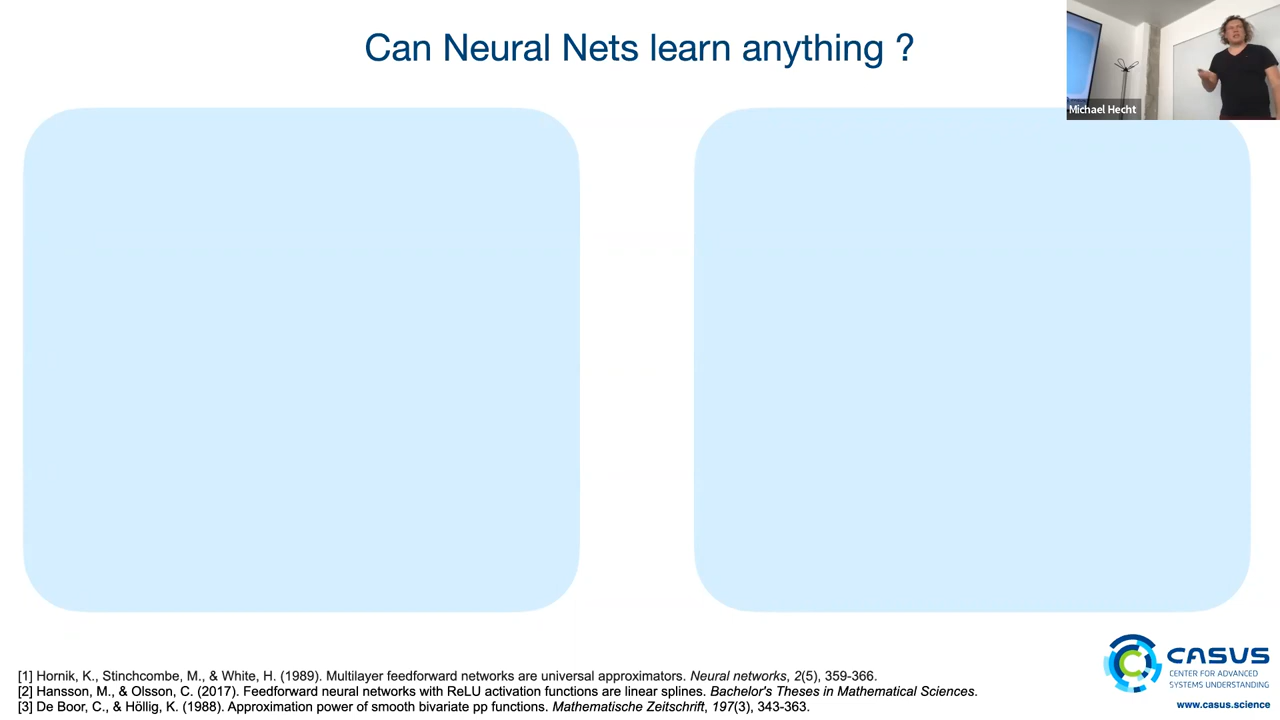 Can Neural Nets learn anything ?
Michael Hecht
[1] Hornik, K., Stinchcombe, M., & White, H. (1989). Multilayer feedforward networks are universal approximators. Neural networks, 2(5), 359-366.
[2] Hansson, M., & Olsson, C. (2017). Feedforward neural networks with ReLU activation functions are linear splines. Bachelor's Theses in Mathematical Sciences.
[3] De Boor, C., & Höllig, K. (1988). Approximation power of smooth bivariate pp functions. Mathematische Zeitschrift, 197(3), 343-363.
CASUS
CENTER FOR ADVANCED
SYSTEMS UNDERSTANDING
www.casus.science